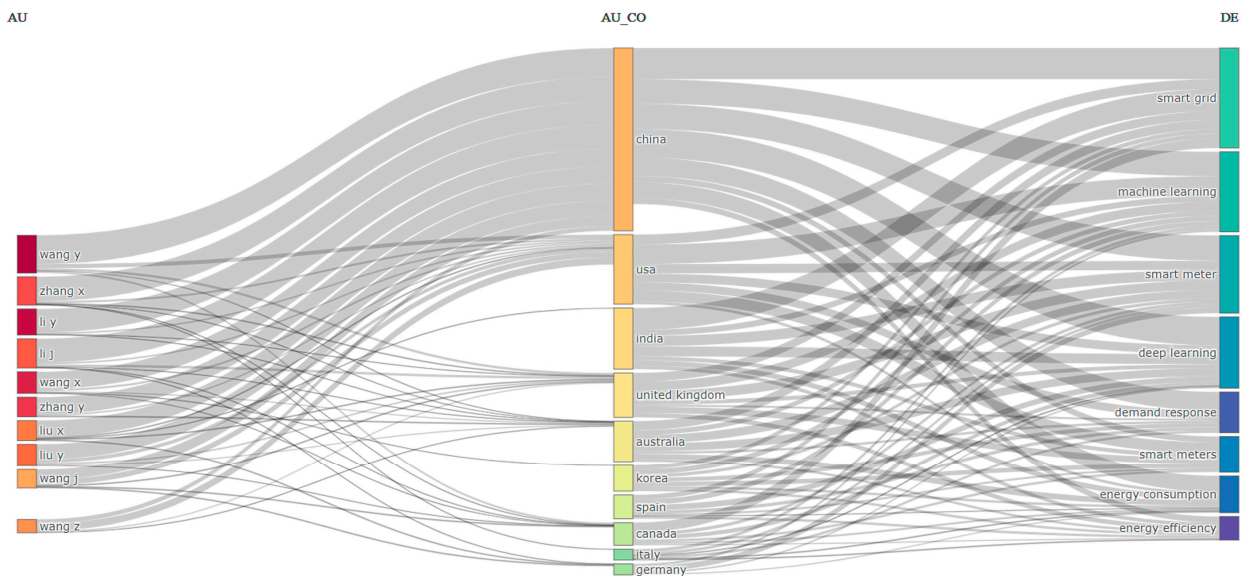 AU
AU_CO
DE
wang y
zhang x
li y
li j
wang x
zhang y
liu x
liu y
wang j
wang z
china
usa
india
united kingdom
australia
korea
spain
canada
italy
germany
smart grid
machine learning
smart meter
deep learning
demand response
smart meters
energy consumption
energy efficiency